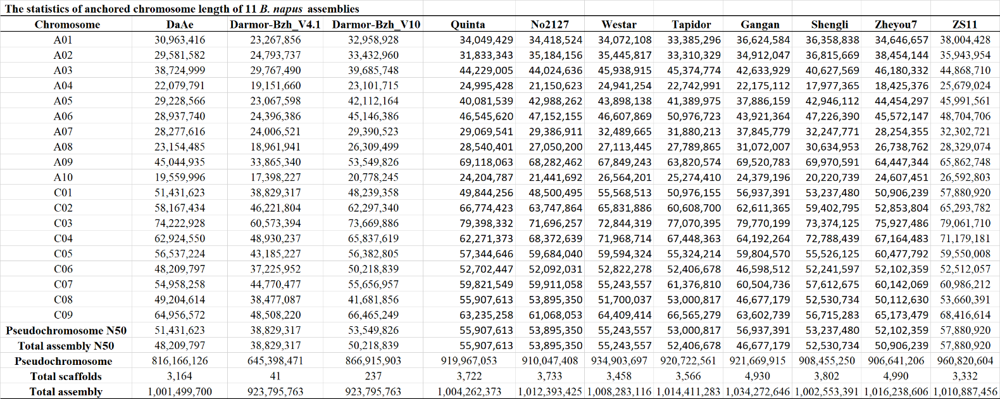 The statistics of anchored chromosome length of 11 B. napus assemblies
Chromosome DaAe Darmor-Bzh_V4.1 Darmor-Bzh_V10 Quinta No2127 Westar Tapidor Gangan Shengli Zheyou7 ZS11
A01 30,963,416 23,267,856 32,958,928 34,049,429 34,418,524 34,072,108 33,385,296 36,624,584 36,358,838 34,646,657 38,004,428
A02 29,581,582 24,793,737 33,432,960 31,833,343 35,184,156 35,445,817 33,310,329 34,912,047 36,815,669 38,454,144 35,943,954
A03 38,724,999 29,767,490 39,685,748 44,229,005 44,024,636 45,938,915 45,374,774 42,633,929 40,627,569 46,180,332 44,868,710
A04 22,079,791 19,151,660 23,101,715 24,995,428 21,150,623 24,941,254 22,742,991 22,175,112 17,977,365 18,425,376 25,679,024
A05 29,228,566 23,067,598 42,112,164 40,081,539 42,988,262 43,898,138 41,389,975 37,886,159 42,946,112 44,454,297 45,991,561
A06 28,937,740 24,396,386 45,146,386 46,545,620 47,152,155 46,607,869 50,976,723 43,921,364 47,226,390 45,572,147 48,704,706
A07 28,277,616 24,006,521 29,390,523 29,069,541 29,386,911 32,489,665 31,880,213 37,845,779 32,247,771 28,254,355 32,302,721
A08 23,154,485 18,961,941 26,309,499 28,540,401 27,050,200 27,113,445 27,789,865 31,072,007 30,634,953 26,738,762 28,329,074
A09 45,044,935 33,865,340 53,549,826 69,118,063 68,282,462 67,849,243 63,820,574 69,520,783 69,970,591 64,447,344 65,862,748
A10 19,559,996 17,398,227 20,778,245 24,204,787 21,441,692 26,564,201 25,274,410 24,379,196 20,220,739 24,607,451 26,592,803
C01 51,431,623 38,829,317 48,239,358 49,844,256 48,500,495 55,568,513 50,976,155 56,937,391 53,237,480 50,906,239 57,880,920
C02 58,167,434 46,221,804 62,297,340 66,774,423 63,747,864 65,831,886 60,608,700 62,611,365 59,402,795 52,853,804 65,293,782
C03 74,222,928 60,573,394 73,669,886 79,398,332 71,696,257 72,844,319 77,070,395 79,770,199 73,374,125 75,927,486 79,061,710
C04 62,924,550 48,930,237 65,837,619 62,271,373 68,372,639 71,968,714 67,448,363 64,192,264 72,788,439 67,164,483 71,179,181
C05 56,537,224 43,185,227 56,382,805 57,344,646 59,684,040 59,594,324 55,324,214 59,804,570 55,526,125 60,477,792 59,550,008
C06 48,209,797 37,225,952 50,218,839 52,702,447 52,092,031 52,822,278 52,406,678 46,598,512 52,241,597 52,102,359 52,512,057
C07 54,958,258 44,770,477 55,656,957 59,821,549 59,911,058 55,243,557 61,376,810 60,504,736 57,612,675 60,142,069 60,986,212
C08 49,204,614 38,477,087 41,681,856 55,907,613 53,895,350 51,700,037 53,000,817 46,677,179 52,530,734 50,112,630 53,660,391
C09 64,956,572 48,508,220 66,465,249 63,235,258 61,068,053 64,409,414 66,565,279 63,602,739 56,715,283 65,173,479 68,416,614
Pseudochromosome N50 51,431,623 38,829,317 53,549,826 55,907,613 53,895,350 55,243,557 53,000,817 56,937,391 53,237,480 52,102,359 57,880,920
Total assembly N50 48,209,797 38,829,317 50,218,839 55,907,613 53,895,350 55,243,557 52,406,678 46,677,179 52,530,734 50,906,239 57,880,920
Pseudochromosome 816,166,126 645,398,471 866,915,903 919,967,053 910,047,408 934,903,697 920,722,561 921,669,915 908,455,250 906,641,206 960,820,604
Total scaffolds 3,164 41 237 3,722 3,733 3,458 3,566 4,930 3,802 4,990 3,332
Total assembly 1,001,499,700 923,795,763 923,795,763 1,004,262,373 1,012,393,425 1,008,283,116 1,014,411,283 1,034,272,646 1,002,553,391 1,016,238,606 1,010,887,456